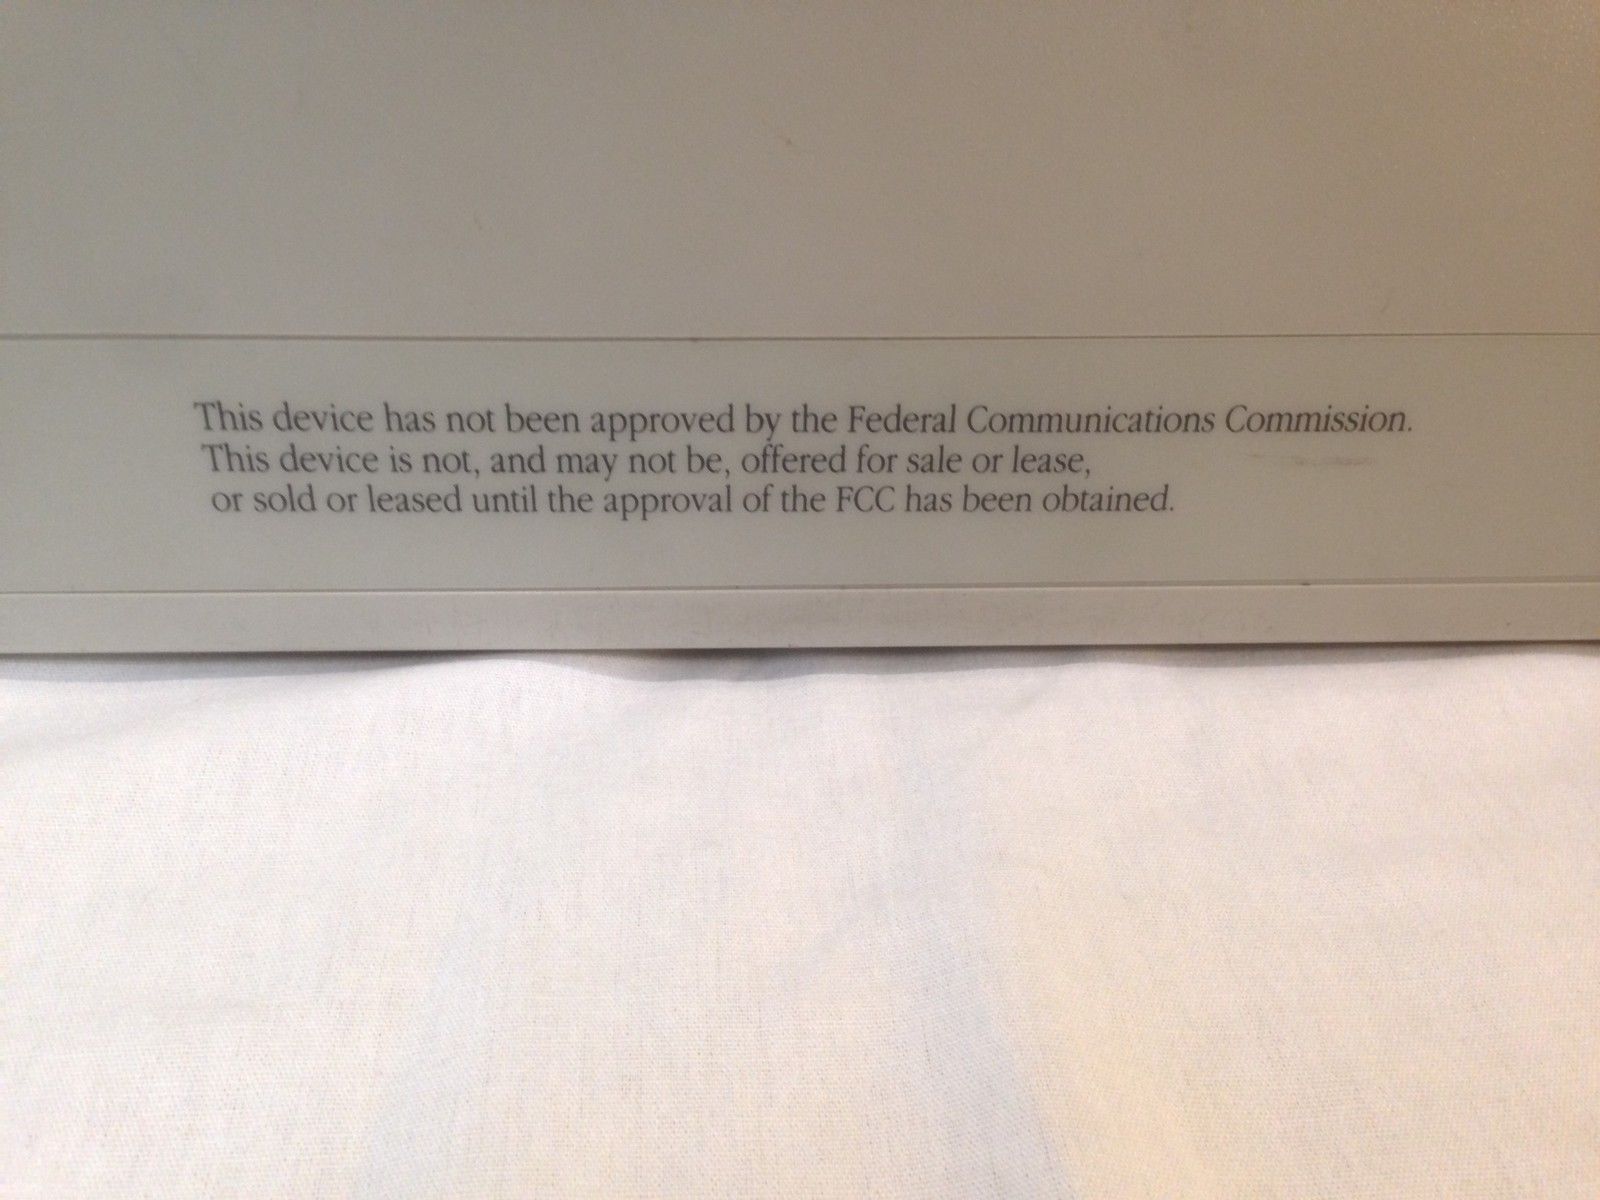 This device has not been approved by the Federal Communications Commission.
This device is not, and may not be, offered for sale or lease,
or sold or leased until the approval of the FCC has been obtained.